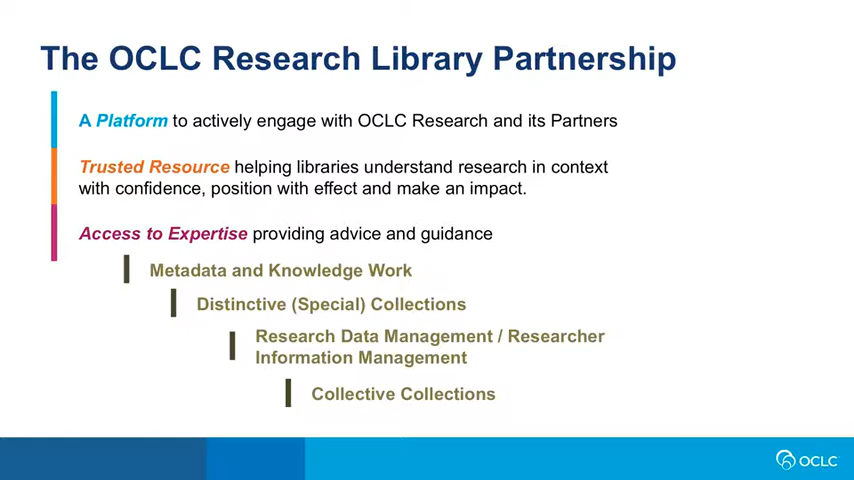 The OCLC Research Library Partnership
A Platform to actively engage with OCLC Research and its Partners
Trusted Resource helping libraries understand research in context
with confidence, position with effect and make an impact.
Access to Expertise providing advice and guidance
Metadata and Knowledge Work
Distinctive (Special) Collections
Research Data Management / Researcher
Information Management
Collective Collections
OCLC